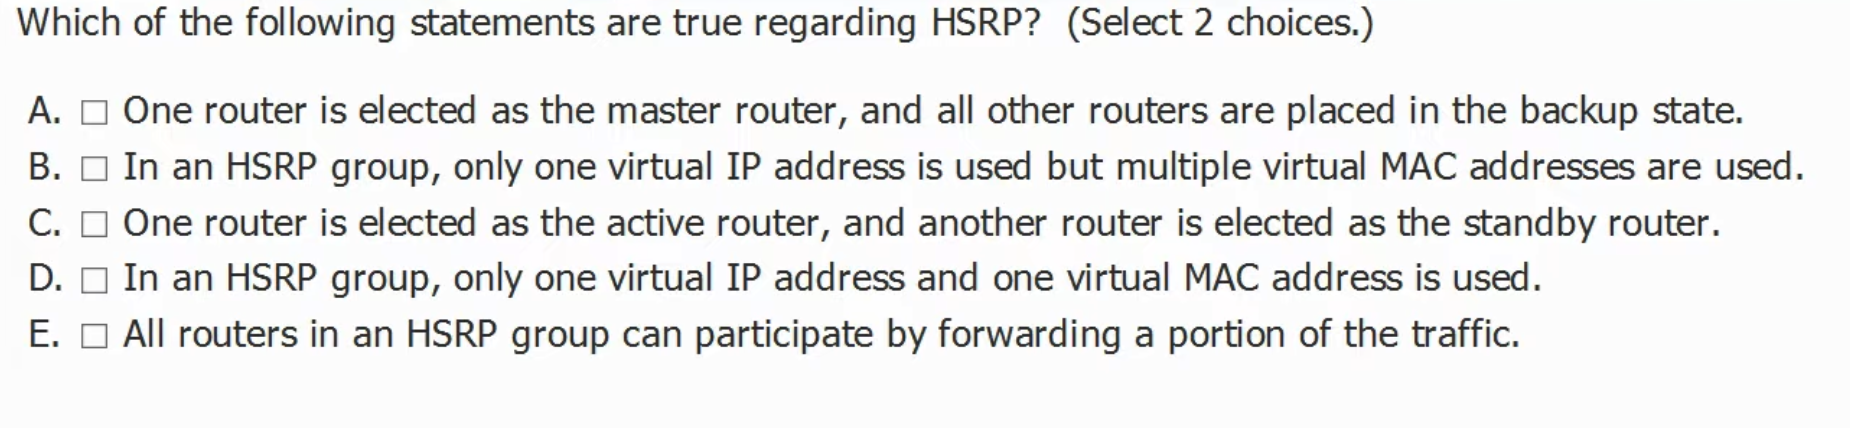 Which of the following statements are true regarding HSRP? (Select 2 choices.)
A. One router is elected as the master router, and all other routers are placed in the backup state.
B. In an HSRP group, only one virtual IP address is used but multiple virtual MAC addresses are used.
C. One router is elected as the active router, and another router is elected as the standby router.
D. In an HSRP group, only one virtual IP address and one virtual MAC address is used.
E. All routers in an HSRP group can participate by forwarding a portion of the traffic.